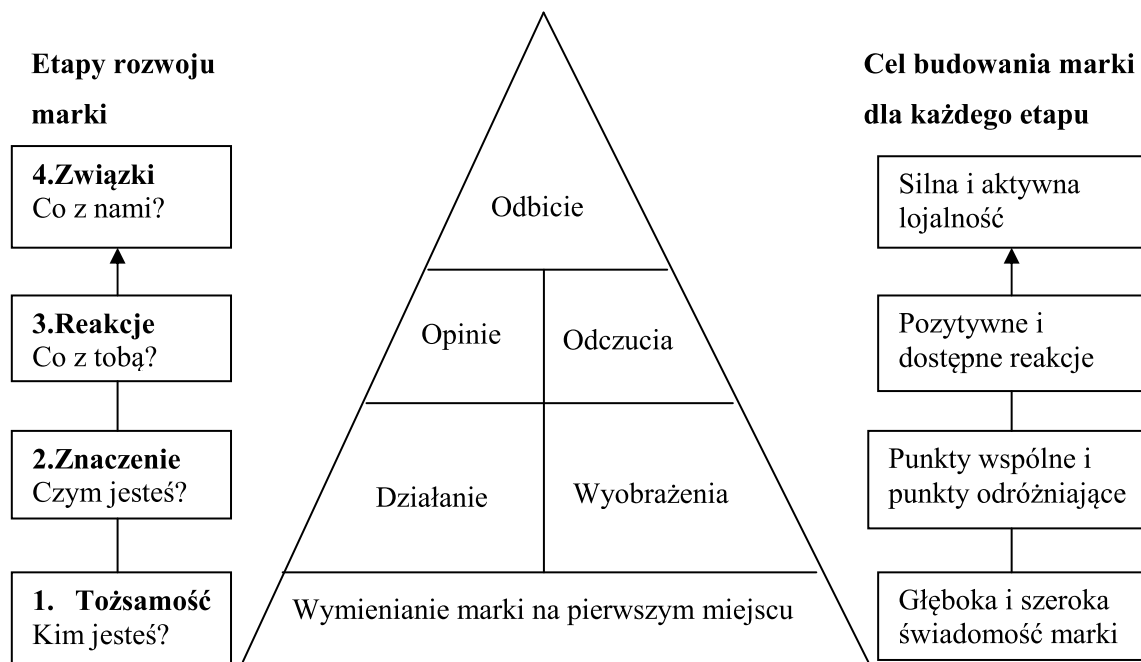 Etapy rozwoju
marki
4.Związki
Co z nami?
3.Reakcje
Co z tobą?
2.Znaczenie
Czym jesteś?
1. Tożsamość
Kim jesteś?
Odbicie
Opinie
Odczucia
Działanie
Wyobrażenia
Wymienianie marki na pierwszym miejscu
Cel budowania marki
dla każdego etapu
Silna i aktywna
lojalność
Pozytywne i
dostępne reakcje
Punkty wspólne i
punkty odróżniające
Głęboka i szeroka
świadomość marki